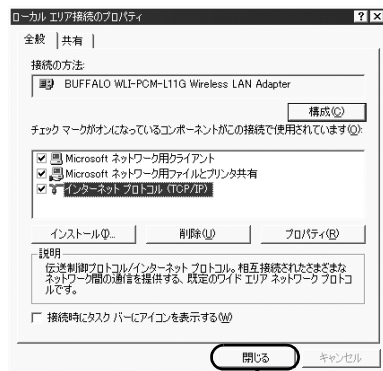 ローカル エリア接続のプロパティ
全般 共有
接続の方法:
BUFFALO WLI-PCM-L11G Wireless LAN Adapter
構成(C)
チェック マークがオンになっているコンポーネントがこの接続で使用されています(O):
Microsoft ネットワーク用クライアント
Microsoft ネットワーク用ファイルとプリンタ共有
インターネット プロトコル (TCP/IP)
インストール(I)... 削除(U) プロパティ(R)
説明
伝送制御プロトコル/インターネット プロトコル。相互接続されたさまざまな
ネットワーク間の通信を提供する、既定のワイド エリア ネットワーク プロトコ
ルです。
接続時にタスク バーにアイコンを表示する(W)
閉じる キャンセル